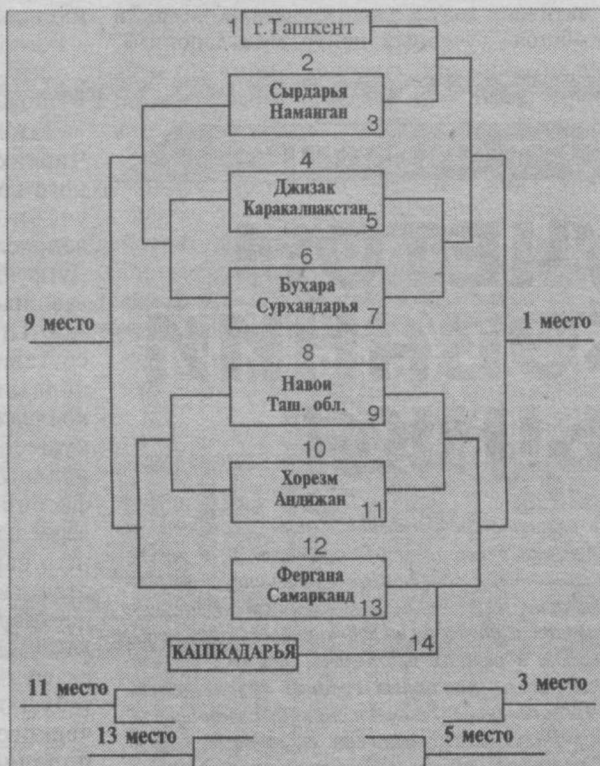 1 г.Ташкент
2
Сырдарья
Наманган
3
4
Джизак
Каракалпакстан
5
6
Бухара
Сурхандарья
7
9 место
1 место
8
Навои
Таш. обл.
9
10
Хорезм
Андижан
11
12
Фергана
Самарканд
13
КАШКАДАРЬЯ
14
11 место
3 место
13 место
5 место